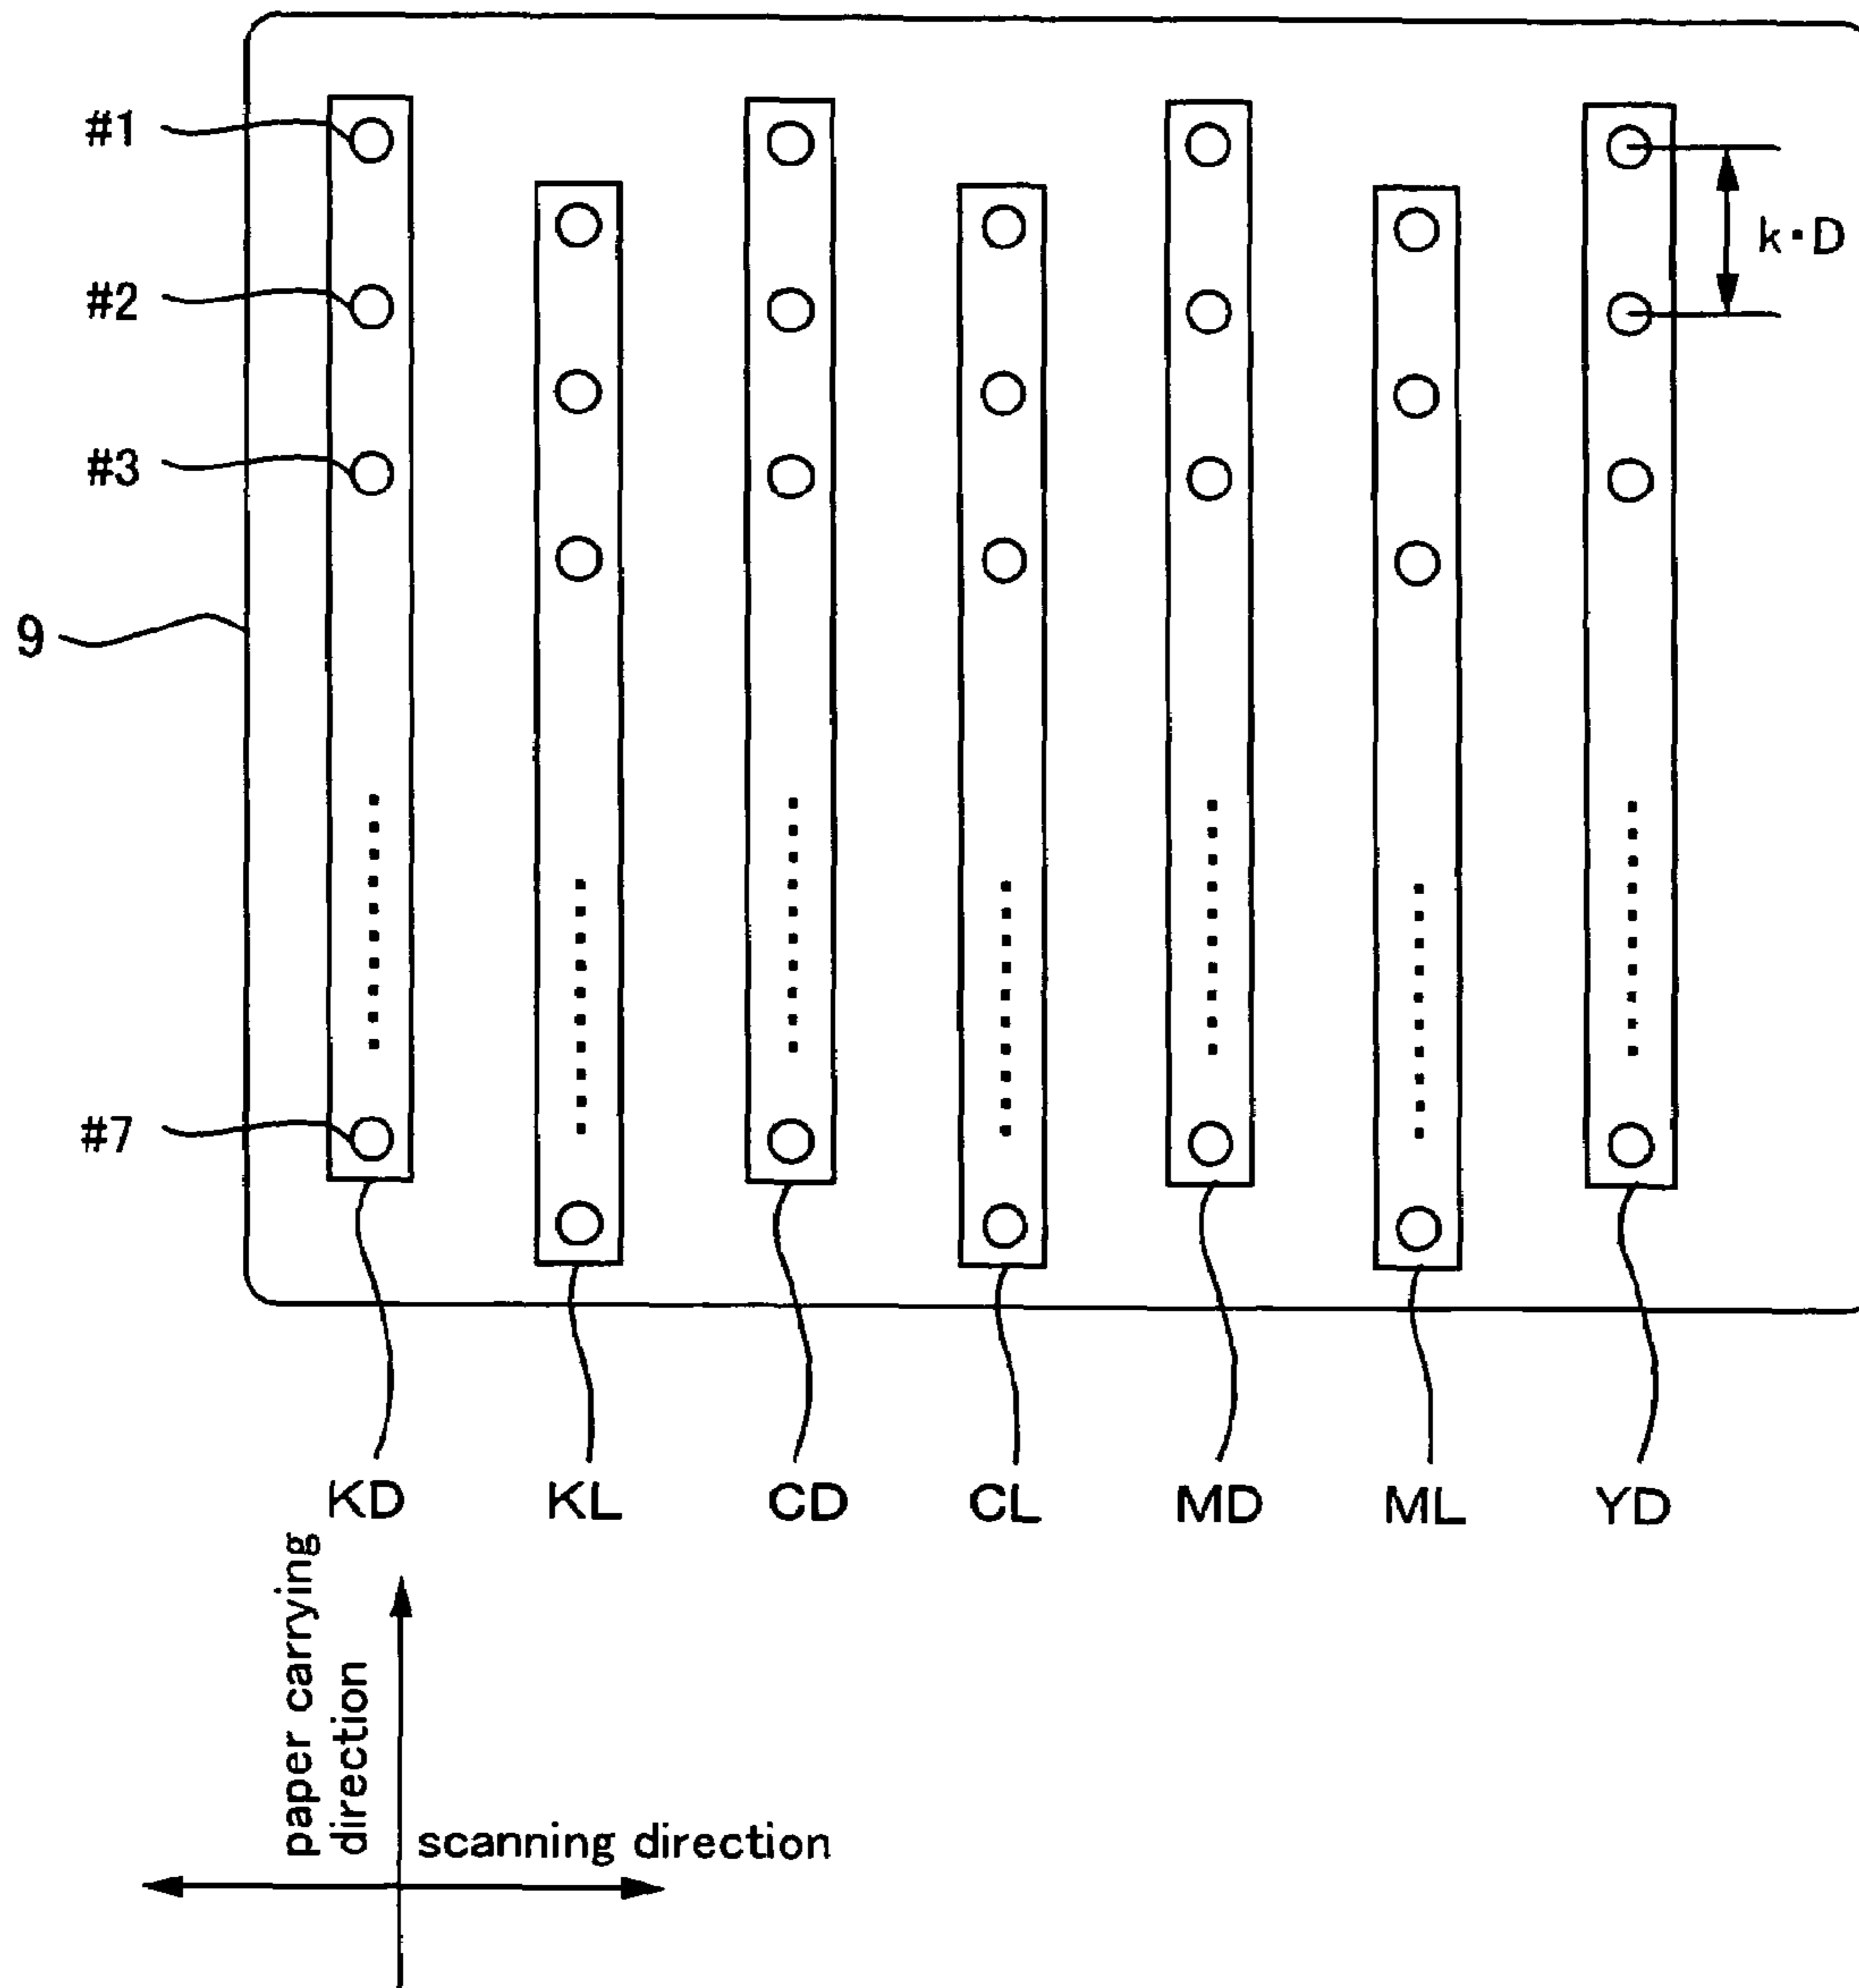 #1
#2
k·D
#3
9
#7
KD KL CD CL MD ML YD
paper carrying
direction
scanning direction